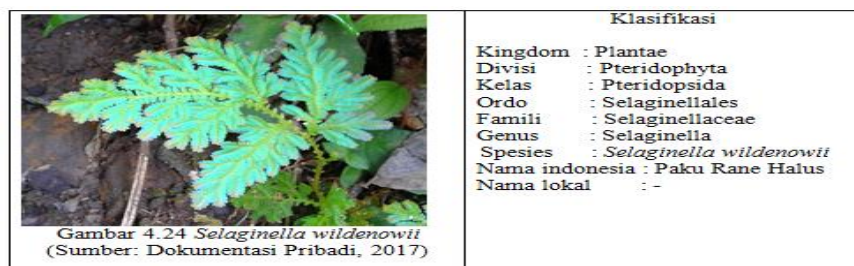 Gambar 4.24 Selaginella wildenowii
(Sumber: Dokumentasi Pribadi, 2017)
Klasifikasi
Kingdom : Plantae
Divisi : Pteridophyta
Kelas : Pteridopsida
Ordo : Selaginellales
Famili : Selaginellaceae
Genus : Selaginella
Spesies : Selaginella wildenowii
Nama indonesia : Paku Rane Halus
Nama lokal : -